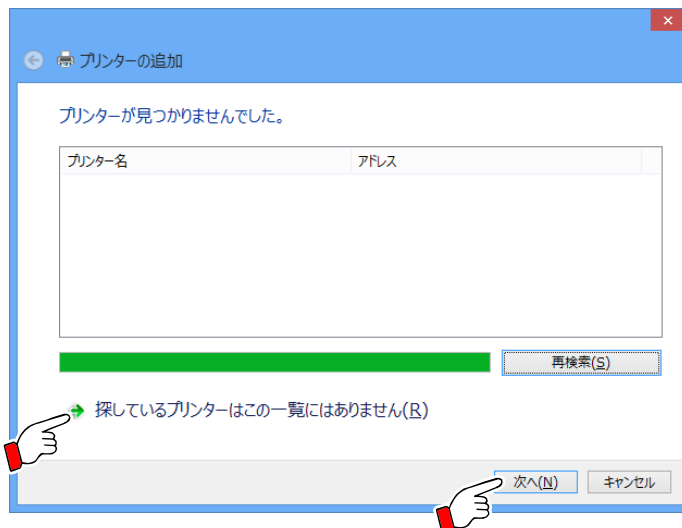 プリンターの追加
プリンターが見つかりませんでした。
プリンター名 アドレス
再検索(S)
探しているプリンターはこの一覧にはありません(R)
次へ(N) キャンセル